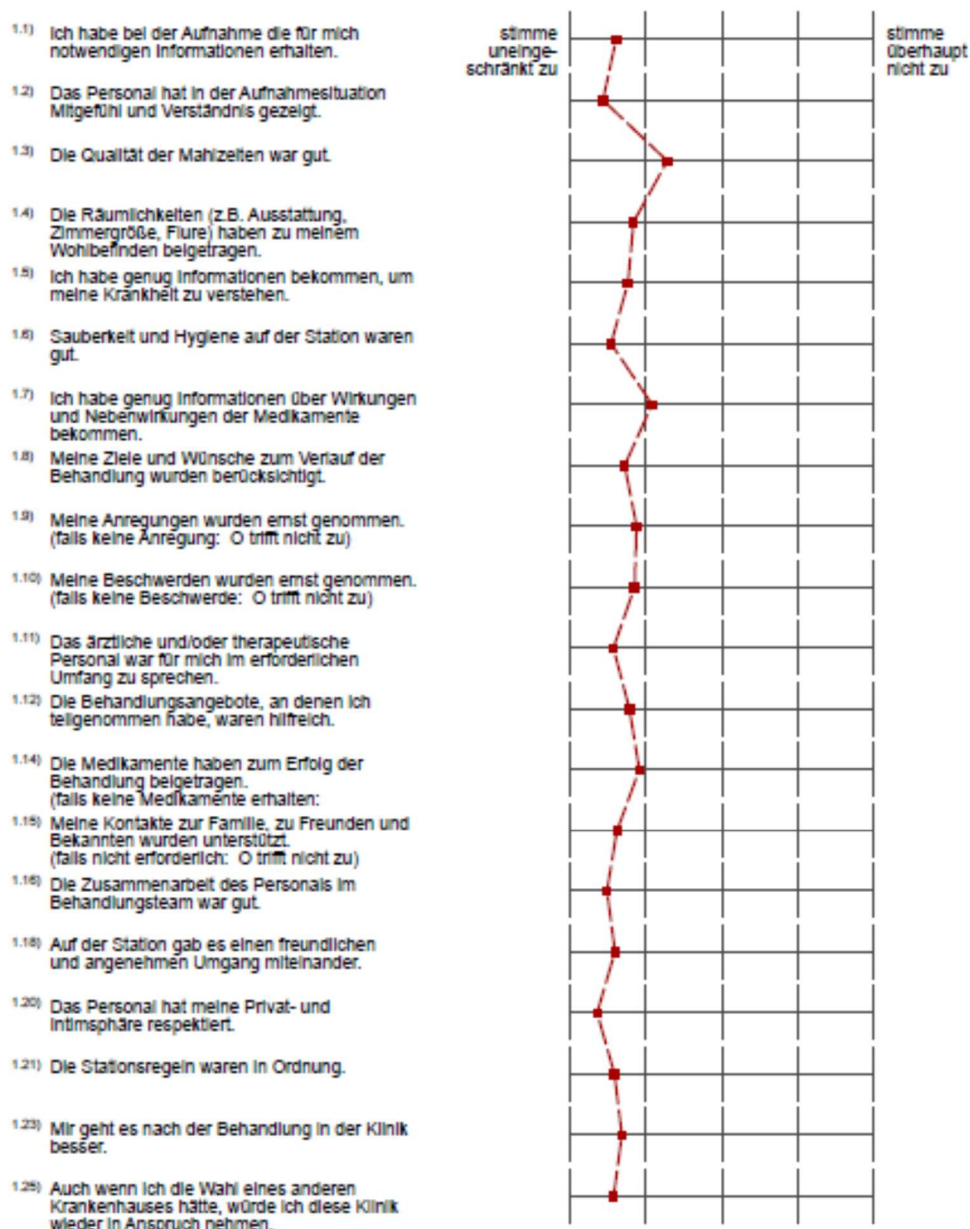 1.1) Ich habe bei der Aufnahme die für mich
notwendigen Informationen erhalten.
stimme
uneinge-
schränkt zu
stimme
überhaupt
nicht zu
1.2) Das Personal hat in der Aufnahmesituation
Mitgefühl und Verständnis gezeigt.
1.3) Die Qualität der Mahlzeiten war gut.
1.4) Die Räumlichkeiten (z.B. Ausstattung,
Zimmergröße, Flure) haben zu meinem
Wohlbefinden beigetragen.
1.5) Ich habe genug Informationen bekommen, um
meine Krankheit zu verstehen.
1.6) Sauberkeit und Hygiene auf der Station waren
gut.
1.7) Ich habe genug Informationen über Wirkungen
und Nebenwirkungen der Medikamente
bekommen.
1.8) Meine Ziele und Wünsche zum Verlauf der
Behandlung wurden berücksichtigt.
1.9) Meine Anregungen wurden ernst genommen.
(falls keine Anregung: O trifft nicht zu)
1.10) Meine Beschwerden wurden ernst genommen.
(falls keine Beschwerde: O trifft nicht zu)
1.11) Das ärztliche und/oder therapeutische
Personal war für mich im erforderlichen
Umfang zu sprechen.
1.12) Die Behandlungsangebote, an denen ich
teilgenommen habe, waren hilfreich.
1.14) Die Medikamente haben zum Erfolg der
Behandlung beigetragen.
(falls keine Medikamente erhalten:
1.15) Meine Kontakte zur Familie, zu Freunden und
Bekannten wurden unterstützt.
(falls nicht erforderlich: O trifft nicht zu)
1.16) Die Zusammenarbeit des Personals im
Behandlungsteam war gut.
1.18) Auf der Station gab es einen freundlichen
und angenehmen Umgang miteinander.
1.20) Das Personal hat meine Privat- und
Intimsphäre respektiert.
1.21) Die Stationsregeln waren in Ordnung.
1.23) Mir geht es nach der Behandlung in der Klinik
besser.
1.25) Auch wenn ich die Wahl eines anderen
Krankenhauses hätte, würde ich diese Klinik
wieder in Anspruch nehmen.